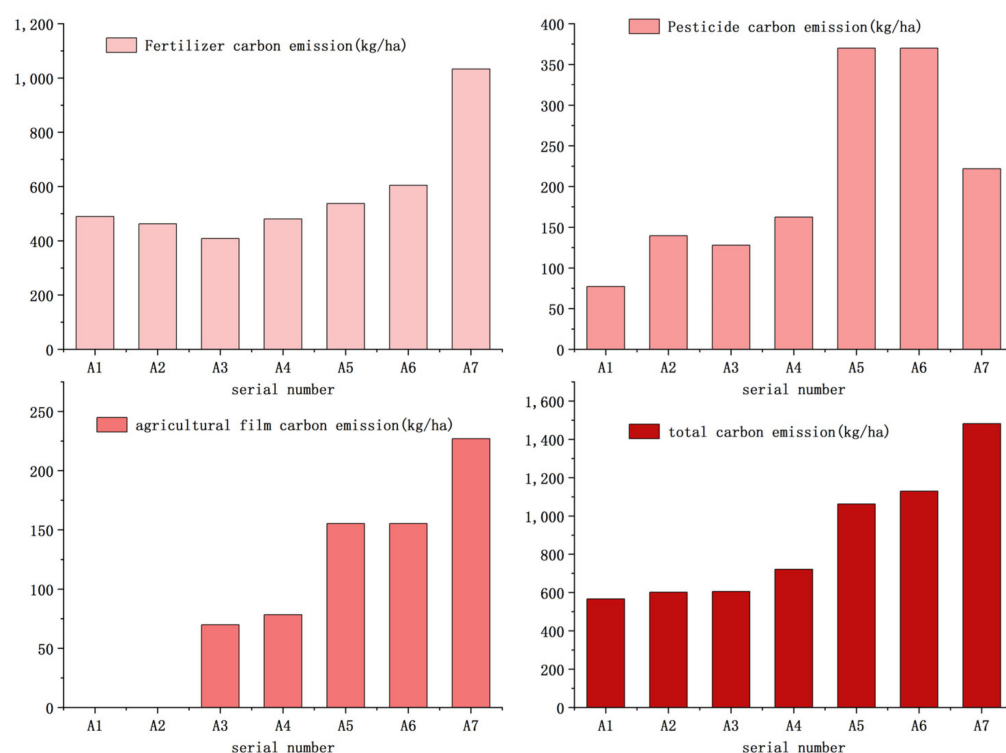 Fertilizer carbon emission(kg/ha)
1,200
1,000
800
600
400
200
0
A1 A2 A3 A4 A5 A6 A7
serial number
Pesticide carbon emission(kg/ha)
400
350
300
250
200
150
100
50
0
A1 A2 A3 A4 A5 A6 A7
serial number
agricultural film carbon emission(kg/ha)
250
200
150
100
50
0
A1 A2 A3 A4 A5 A6 A7
serial number
total carbon emission(kg/ha)
1,600
1,400
1,200
1,000
800
600
400
200
0
A1 A2 A3 A4 A5 A6 A7
serial number